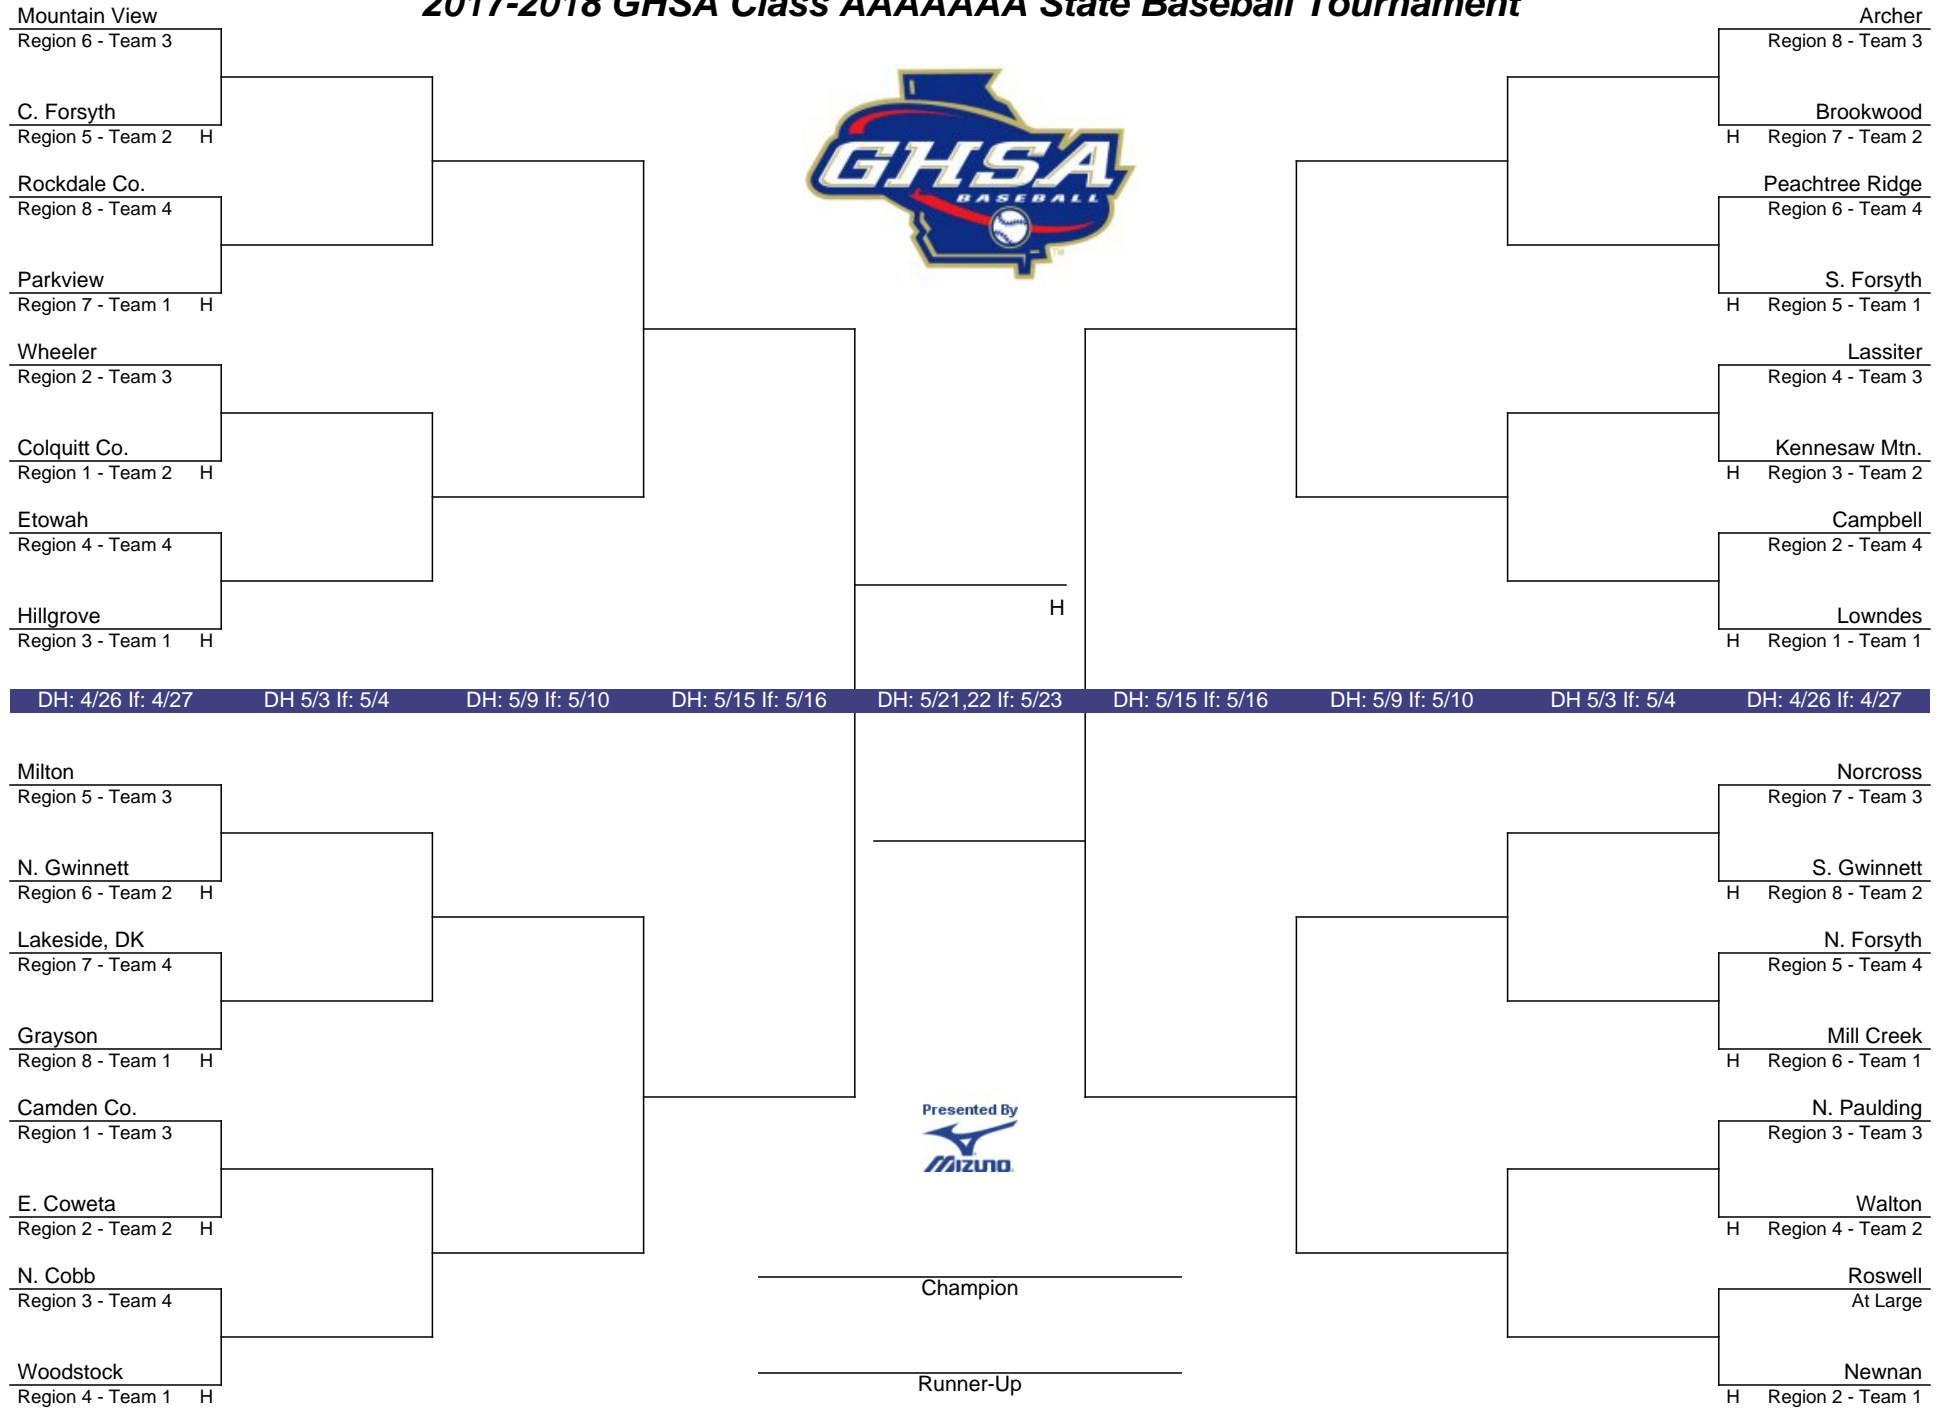 2017-2018 GHSA Class AAAAAAA State Baseball Tournament
Mountain View
Region 6 - Team 3
C. Forsyth
Region 5 - Team 2 H
Rockdale Co.
Region 8 - Team 4
Parkview
Region 7 - Team 1 H
Wheeler
Region 2 - Team 3
Colquitt Co.
Region 1 - Team 2 H
Etowah
Region 4 - Team 4
Hillgrove
Region 3 - Team 1 H
GHSA
BASEBALL
TM
H
Archer
Region 8 - Team 3
Brookwood
H Region 7 - Team 2
Peachtree Ridge
Region 6 - Team 4
S. Forsyth
H Region 5 - Team 1
Lassiter
Region 4 - Team 3
Kennesaw Mtn.
H Region 3 - Team 2
Campbell
Region 2 - Team 4
Lowndes
H Region 1 - Team 1
DH: 4/26 If: 4/27 DH 5/3 If: 5/4 DH: 5/9 If: 5/10 DH: 5/15 If: 5/16 DH: 5/21,22 If: 5/23 DH: 5/15 If: 5/16 DH: 5/9 If: 5/10 DH 5/3 If: 5/4 DH: 4/26 If: 4/27
Milton
Region 5 - Team 3
N. Gwinnett
Region 6 - Team 2 H
Lakeside, DK
Region 7 - Team 4
Grayson
Region 8 - Team 1 H
Camden Co.
Region 1 - Team 3
E. Coweta
Region 2 - Team 2 H
N. Cobb
Region 3 - Team 4
Woodstock
Region 4 - Team 1 H
Presented By
MIZUNO
Champion
Runner-Up
Norcross
Region 7 - Team 3
S. Gwinnett
H Region 8 - Team 2
N. Forsyth
Region 5 - Team 4
Mill Creek
H Region 6 - Team 1
N. Paulding
Region 3 - Team 3
Walton
H Region 4 - Team 2
Roswell
At Large
Newnan
H Region 2 - Team 1